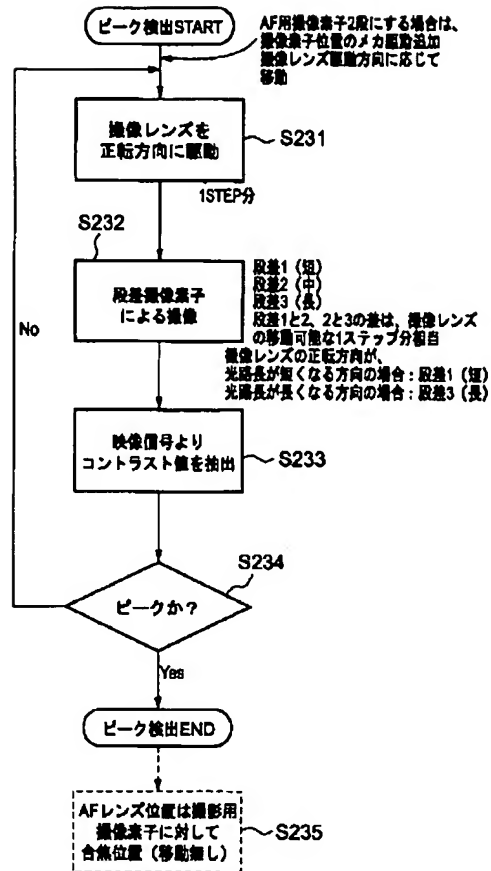 ピーク検出START
AF用撮像素子2段にする場合は、
撮像素子位置のメカ駆動追加
撮像レンズ駆動方向に応じて
移動
撮像レンズを
正転方向に駆動
S231
1STEP分
S232
段差撮像素子
による撮像
段差1（短）
段差2（中）
段差3（長）
段差1と2、2と3の差は、撮像レンズ
の移動可能な1ステップ分相当
撮像レンズの正転方向が、
光路長が短くなる方向の場合：段差1（短）
光路長が長くなる方向の場合：段差3（長）
No
映像信号より
コントラスト値を抽出
S233
S234
ピークか？
Yes
ピーク検出END
AFレンズ位置は撮影用
撮像素子に対して
合焦位置（移動無し）
S235